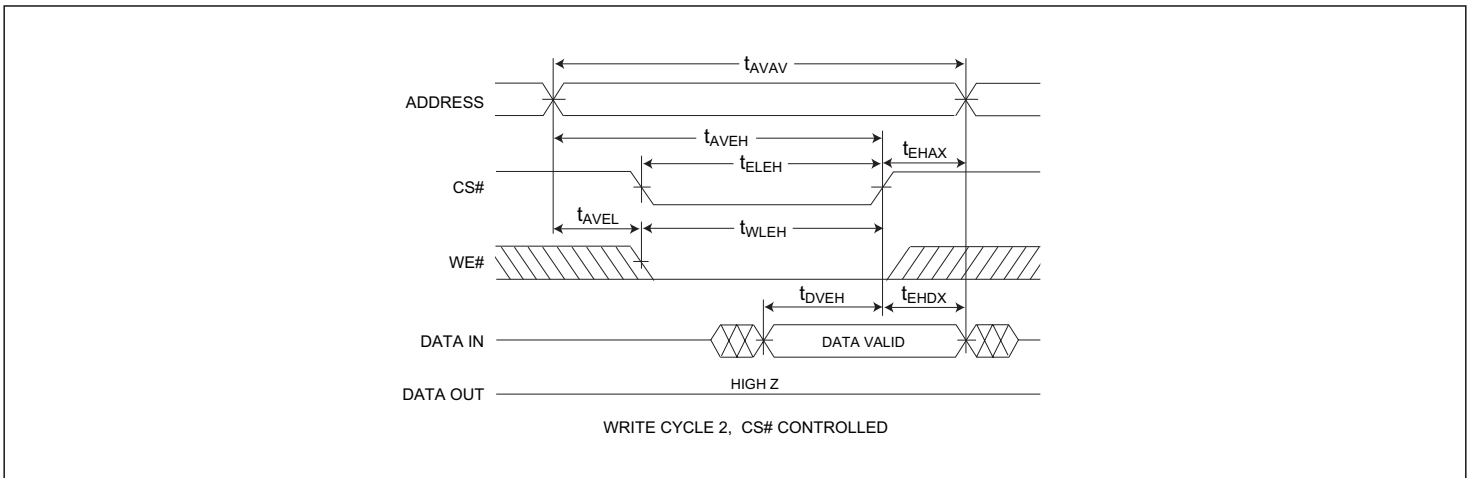 tAVAV
ADDRESS
tAVEH
tELEH
tEHAX
CS#
tAVEL
tWLEH
WE#
tDVEH
tEHDX
DATA IN
DATA VALID
HIGH Z
DATA OUT
WRITE CYCLE 2, CS# CONTROLLED